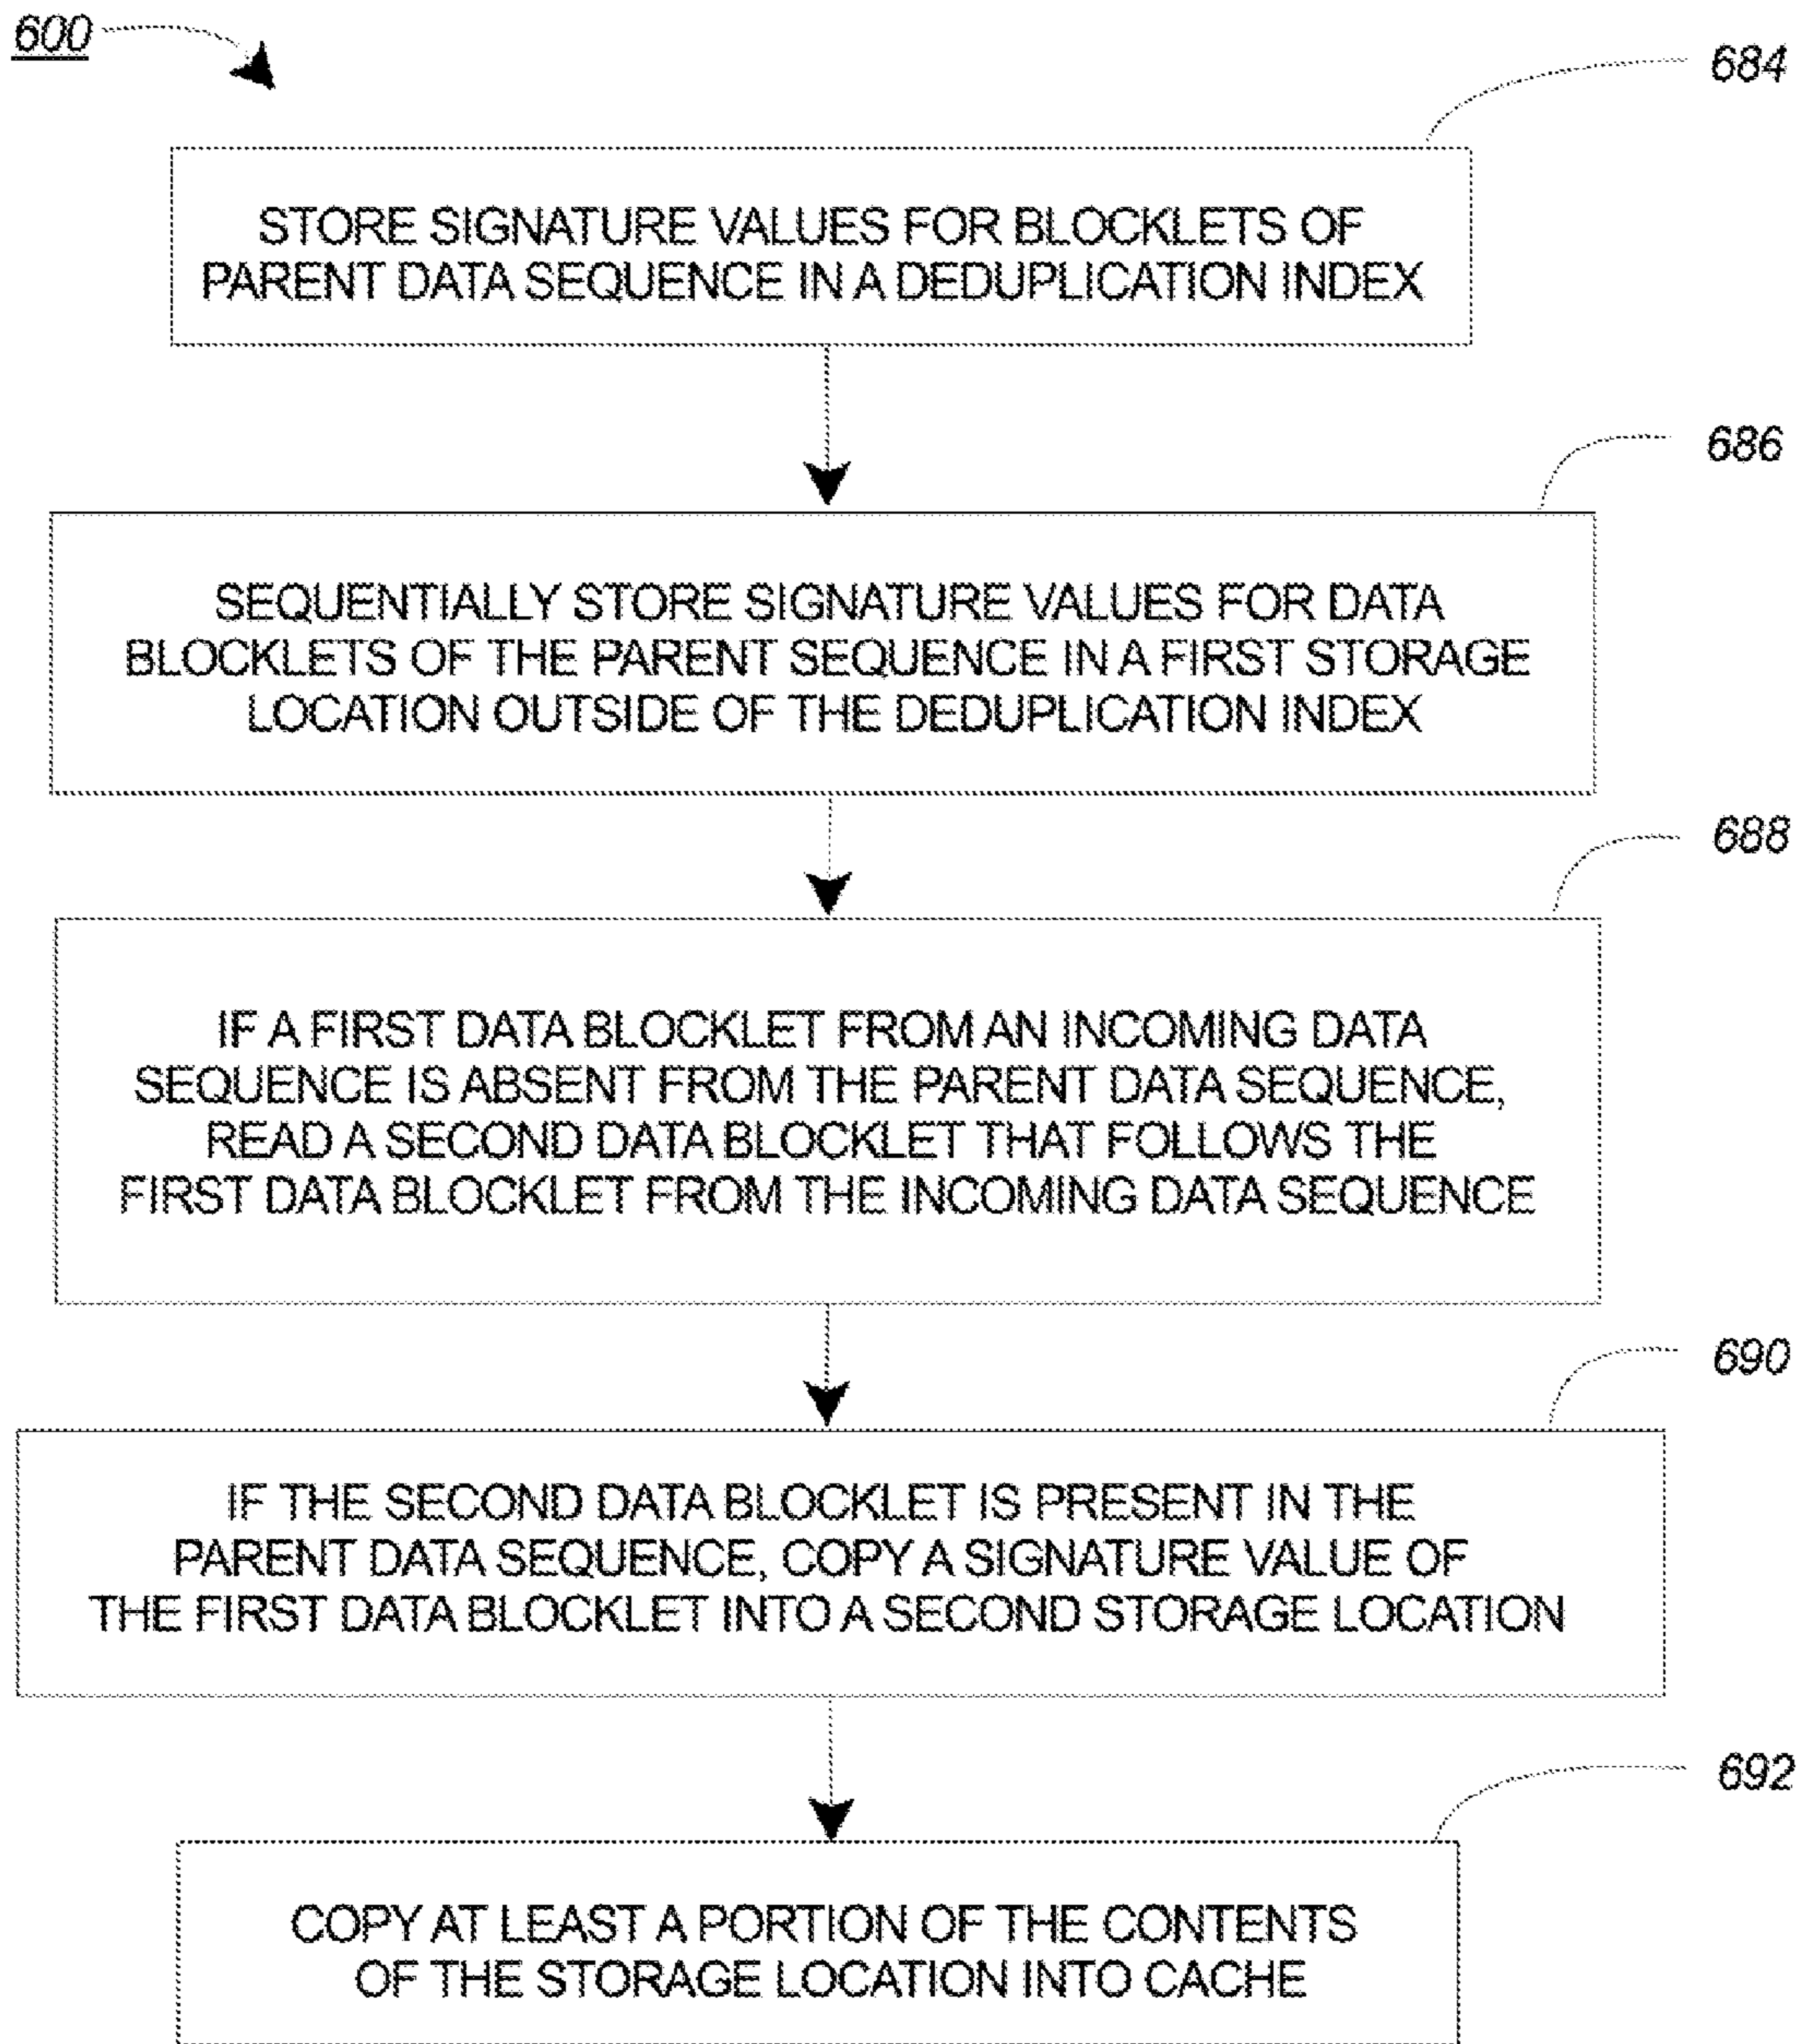 600
684
STORE SIGNATURE VALUES FOR BLOCKLETS OF
PARENT DATA SEQUENCE IN A DEDUPLICATION INDEX
686
SEQUENTIALLY STORE SIGNATURE VALUES FOR DATA
BLOCKLETS OF THE PARENT SEQUENCE IN A FIRST STORAGE
LOCATION OUTSIDE OF THE DEDUPLICATION INDEX
688
IF A FIRST DATA BLOCKLET FROM AN INCOMING DATA
SEQUENCE IS ABSENT FROM THE PARENT DATA SEQUENCE,
READ A SECOND DATA BLOCKLET THAT FOLLOWS THE
FIRST DATA BLOCKLET FROM THE INCOMING DATA SEQUENCE
690
IF THE SECOND DATA BLOCKLET IS PRESENT IN THE
PARENT DATA SEQUENCE, COPY A SIGNATURE VALUE OF
THE FIRST DATA BLOCKLET INTO A SECOND STORAGE LOCATION
692
COPY AT LEAST A PORTION OF THE CONTENTS
OF THE STORAGE LOCATION INTO CACHE